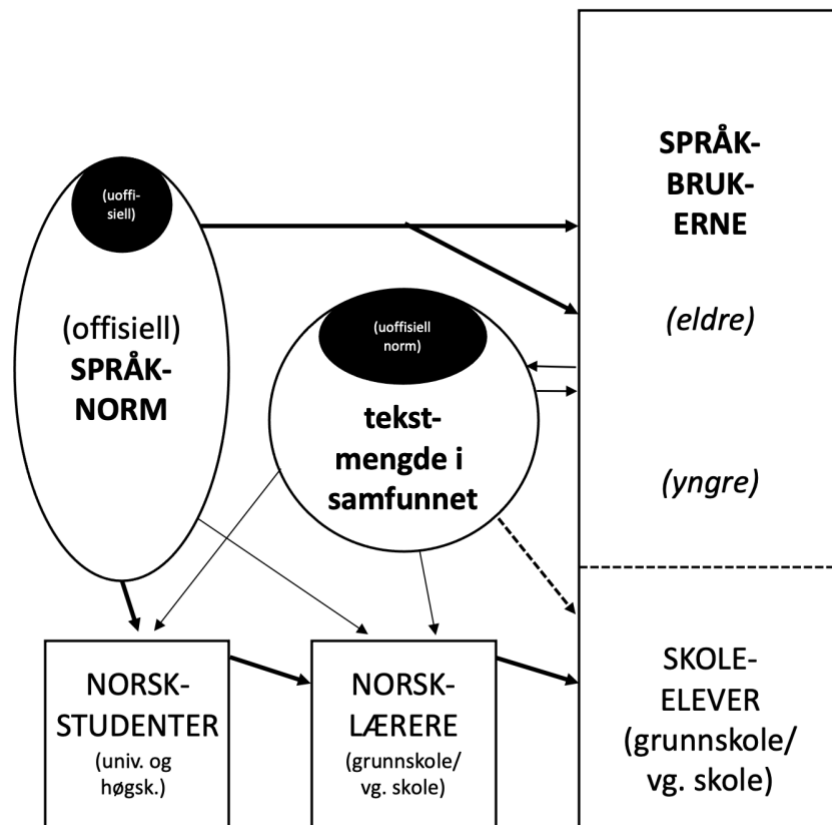 (uoffi-
siell)
(offisiell)
SPRÅK-
NORM
(uoffisiell
norm)
tekst-
mengde i
samfunnet
SPRÅK-
BRUK-
ERNE
(eldre)
(yngre)
NORSK-
STUDENTER
(univ. og
høgsk.)
NORSK-
LÆRERE
(grunnskole/
vg. skole)
SKOLE-
ELEVER
(grunnskole/
vg. skole)